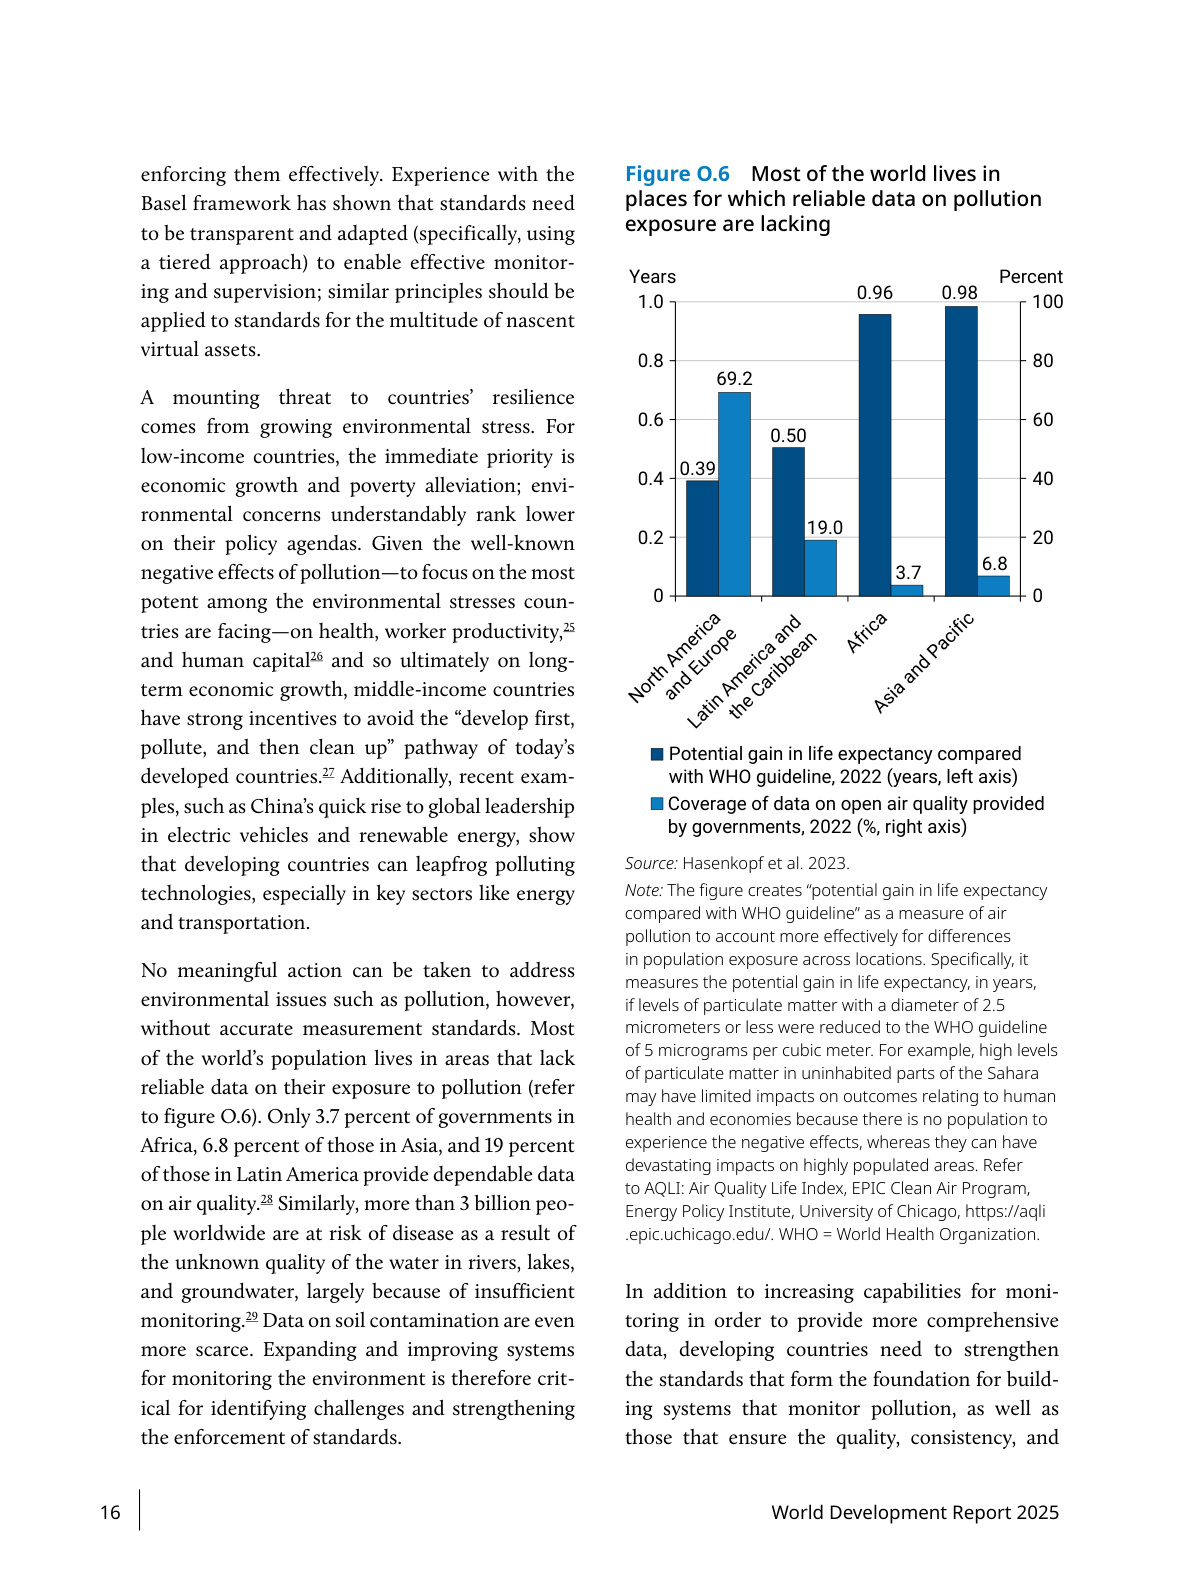 enforcing them effectively. Experience with the
Basel framework has shown that standards need
to be transparent and adapted (specifically, using
a tiered approach) to enable effective monitor-
ing and supervision; similar principles should be
applied to standards for the multitude of nascent
virtual assets.
A mounting threat to countries’ resilience
comes from growing environmental stress. For
low-income countries, the immediate priority is
economic growth and poverty alleviation; envi-
ronmental concerns understandably rank lower
on their policy agendas. Given the well-known
negative effects of pollution—to focus on the most
potent among the environmental stresses coun-
tries are facing—on health, worker productivity,25
and human capital26 and so ultimately on long-
term economic growth, middle-income countries
have strong incentives to avoid the “develop first,
pollute, and then clean up” pathway of today’s
developed countries.27 Additionally, recent exam-
ples, such as China’s quick rise to global leadership
in electric vehicles and renewable energy, show
that developing countries can leapfrog polluting
technologies, especially in key sectors like energy
and transportation.
No meaningful action can be taken to address
environmental issues such as pollution, however,
without accurate measurement standards. Most
of the world’s population lives in areas that lack
reliable data on their exposure to pollution (refer
to figure O.6). Only 3.7 percent of governments in
Africa, 6.8 percent of those in Asia, and 19 percent
of those in Latin America provide dependable data
on air quality.28 Similarly, more than 3 billion peo-
ple worldwide are at risk of disease as a result of
the unknown quality of the water in rivers, lakes,
and groundwater, largely because of insufficient
monitoring.29 Data on soil contamination are even
more scarce. Expanding and improving systems
for monitoring the environment is therefore crit-
ical for identifying challenges and strengthening
the enforcement of standards.
Figure O.6 Most of the world lives in
places for which reliable data on pollution
exposure are lacking
Years
Percent
1.0
0.8
0.6
0.4
0.2
0
100
80
60
40
20
0
0.39
69.2
0.50
19.0
0.96
3.7
0.98
6.8
North America
and Europe
Latin America and
the Caribbean
Africa
Asia and Pacific
Potential gain in life expectancy compared
with WHO guideline, 2022 (years, left axis)
Coverage of data on open air quality provided
by governments, 2022 (%, right axis)
Source: Hasenkopf et al. 2023.
Note: The figure creates “potential gain in life expectancy
compared with WHO guideline” as a measure of air
pollution to account more effectively for differences
in population exposure across locations. Specifically, it
measures the potential gain in life expectancy, in years,
if levels of particulate matter with a diameter of 2.5
micrometers or less were reduced to the WHO guideline
of 5 micrograms per cubic meter. For example, high levels
of particulate matter in uninhabited parts of the Sahara
may have limited impacts on outcomes relating to human
health and economies because there is no population to
experience the negative effects, whereas they can have
devastating impacts on highly populated areas. Refer
to AQLI: Air Quality Life Index, EPIC Clean Air Program,
Energy Policy Institute, University of Chicago, https://aqli
.epic.uchicago.edu/. WHO = World Health Organization.
In addition to increasing capabilities for moni-
toring in order to provide more comprehensive
data, developing countries need to strengthen
the standards that form the foundation for build-
ing systems that monitor pollution, as well as
those that ensure the quality, consistency, and
16
World Development Report 2025